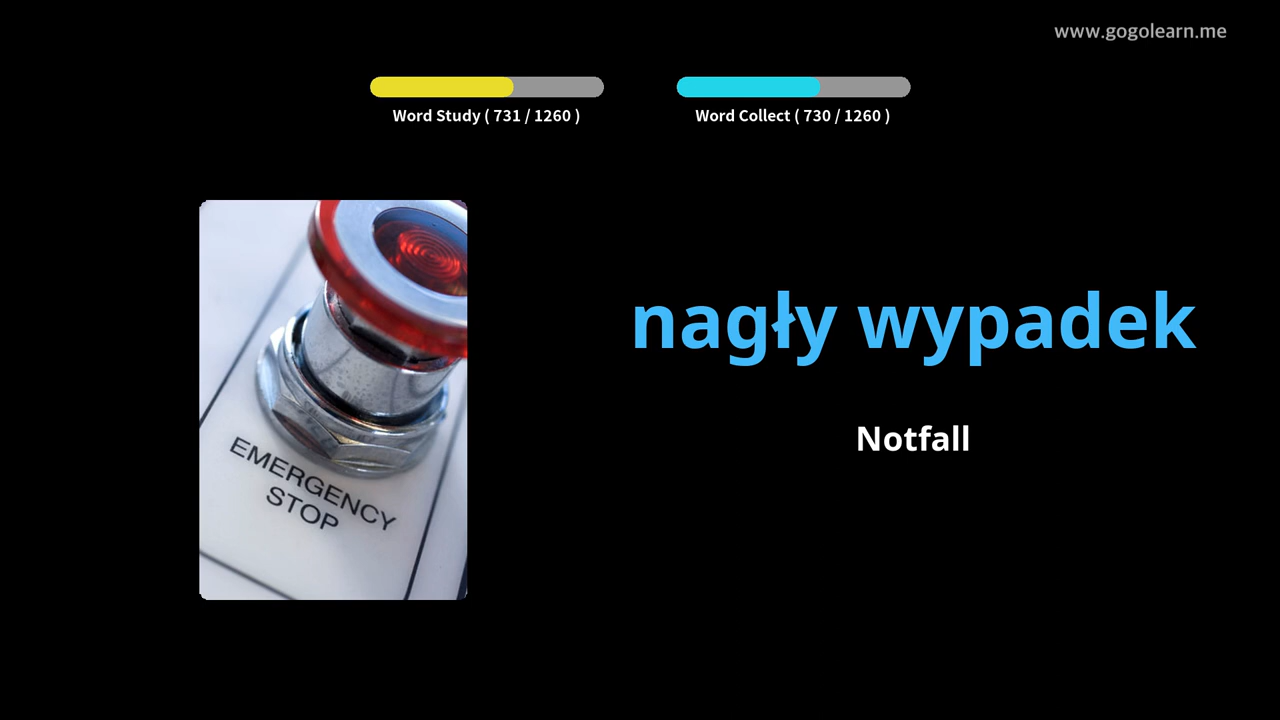 www.gogolearn.me
Word Study ( 731 / 1260 )
Word Collect ( 730 / 1260 )
nagły wypadek
Notfall
EMERGENCY
STOP